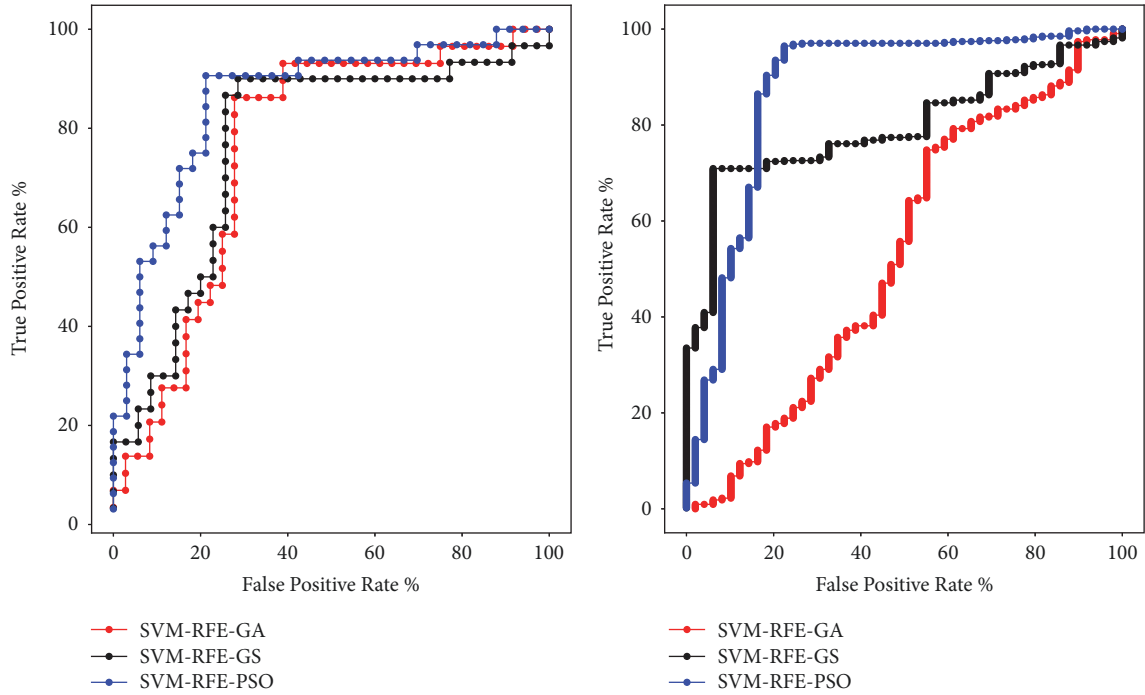 100
80
60
40
20
0
True Positive Rate %
0 20 40 60 80 100
False Positive Rate %
SVM-RFE-GA
SVM-RFE-GS
SVM-RFE-PSO
100
80
60
40
20
0
True Positive Rate %
0 20 40 60 80 100
False Positive Rate %
SVM-RFE-GA
SVM-RFE-GS
SVM-RFE-PSO